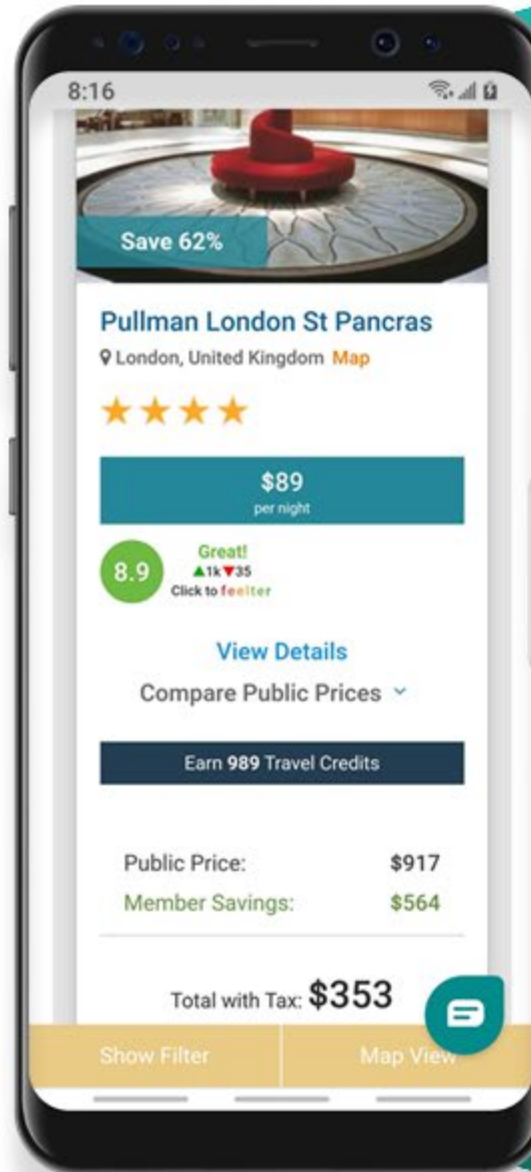 8:16
Save 62%
Pullman London St Pancras
London, United Kingdom Map
$89
per night
8.9
Great!
▲1k▼35
Click to feelter
View Details
Compare Public Prices
Earn 989 Travel Credits
Public Price: $917
Member Savings: $564
Total with Tax: $353
Show Filter Map View